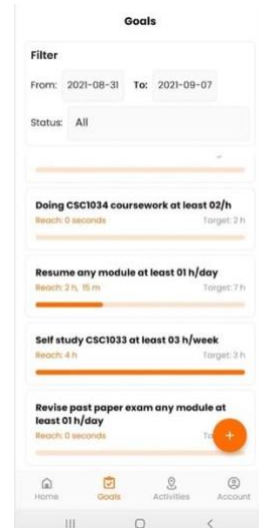 Goals
Filter
From: 2021-08-31 To: 2021-09-07
Status: All
Doing CSC1034 coursework at least 02/h
Reach: 0 seconds Target: 2 h
Resume any module at least 01 h/day
Reach: 2 h, 15 m Target: 7 h
Self study CSC1033 at least 03 h/week
Reach: 4 h Target: 3 h
Revise past paper exam any module at
least 01 h/day
Reach: 0 seconds
+
Home Goals Activities Account